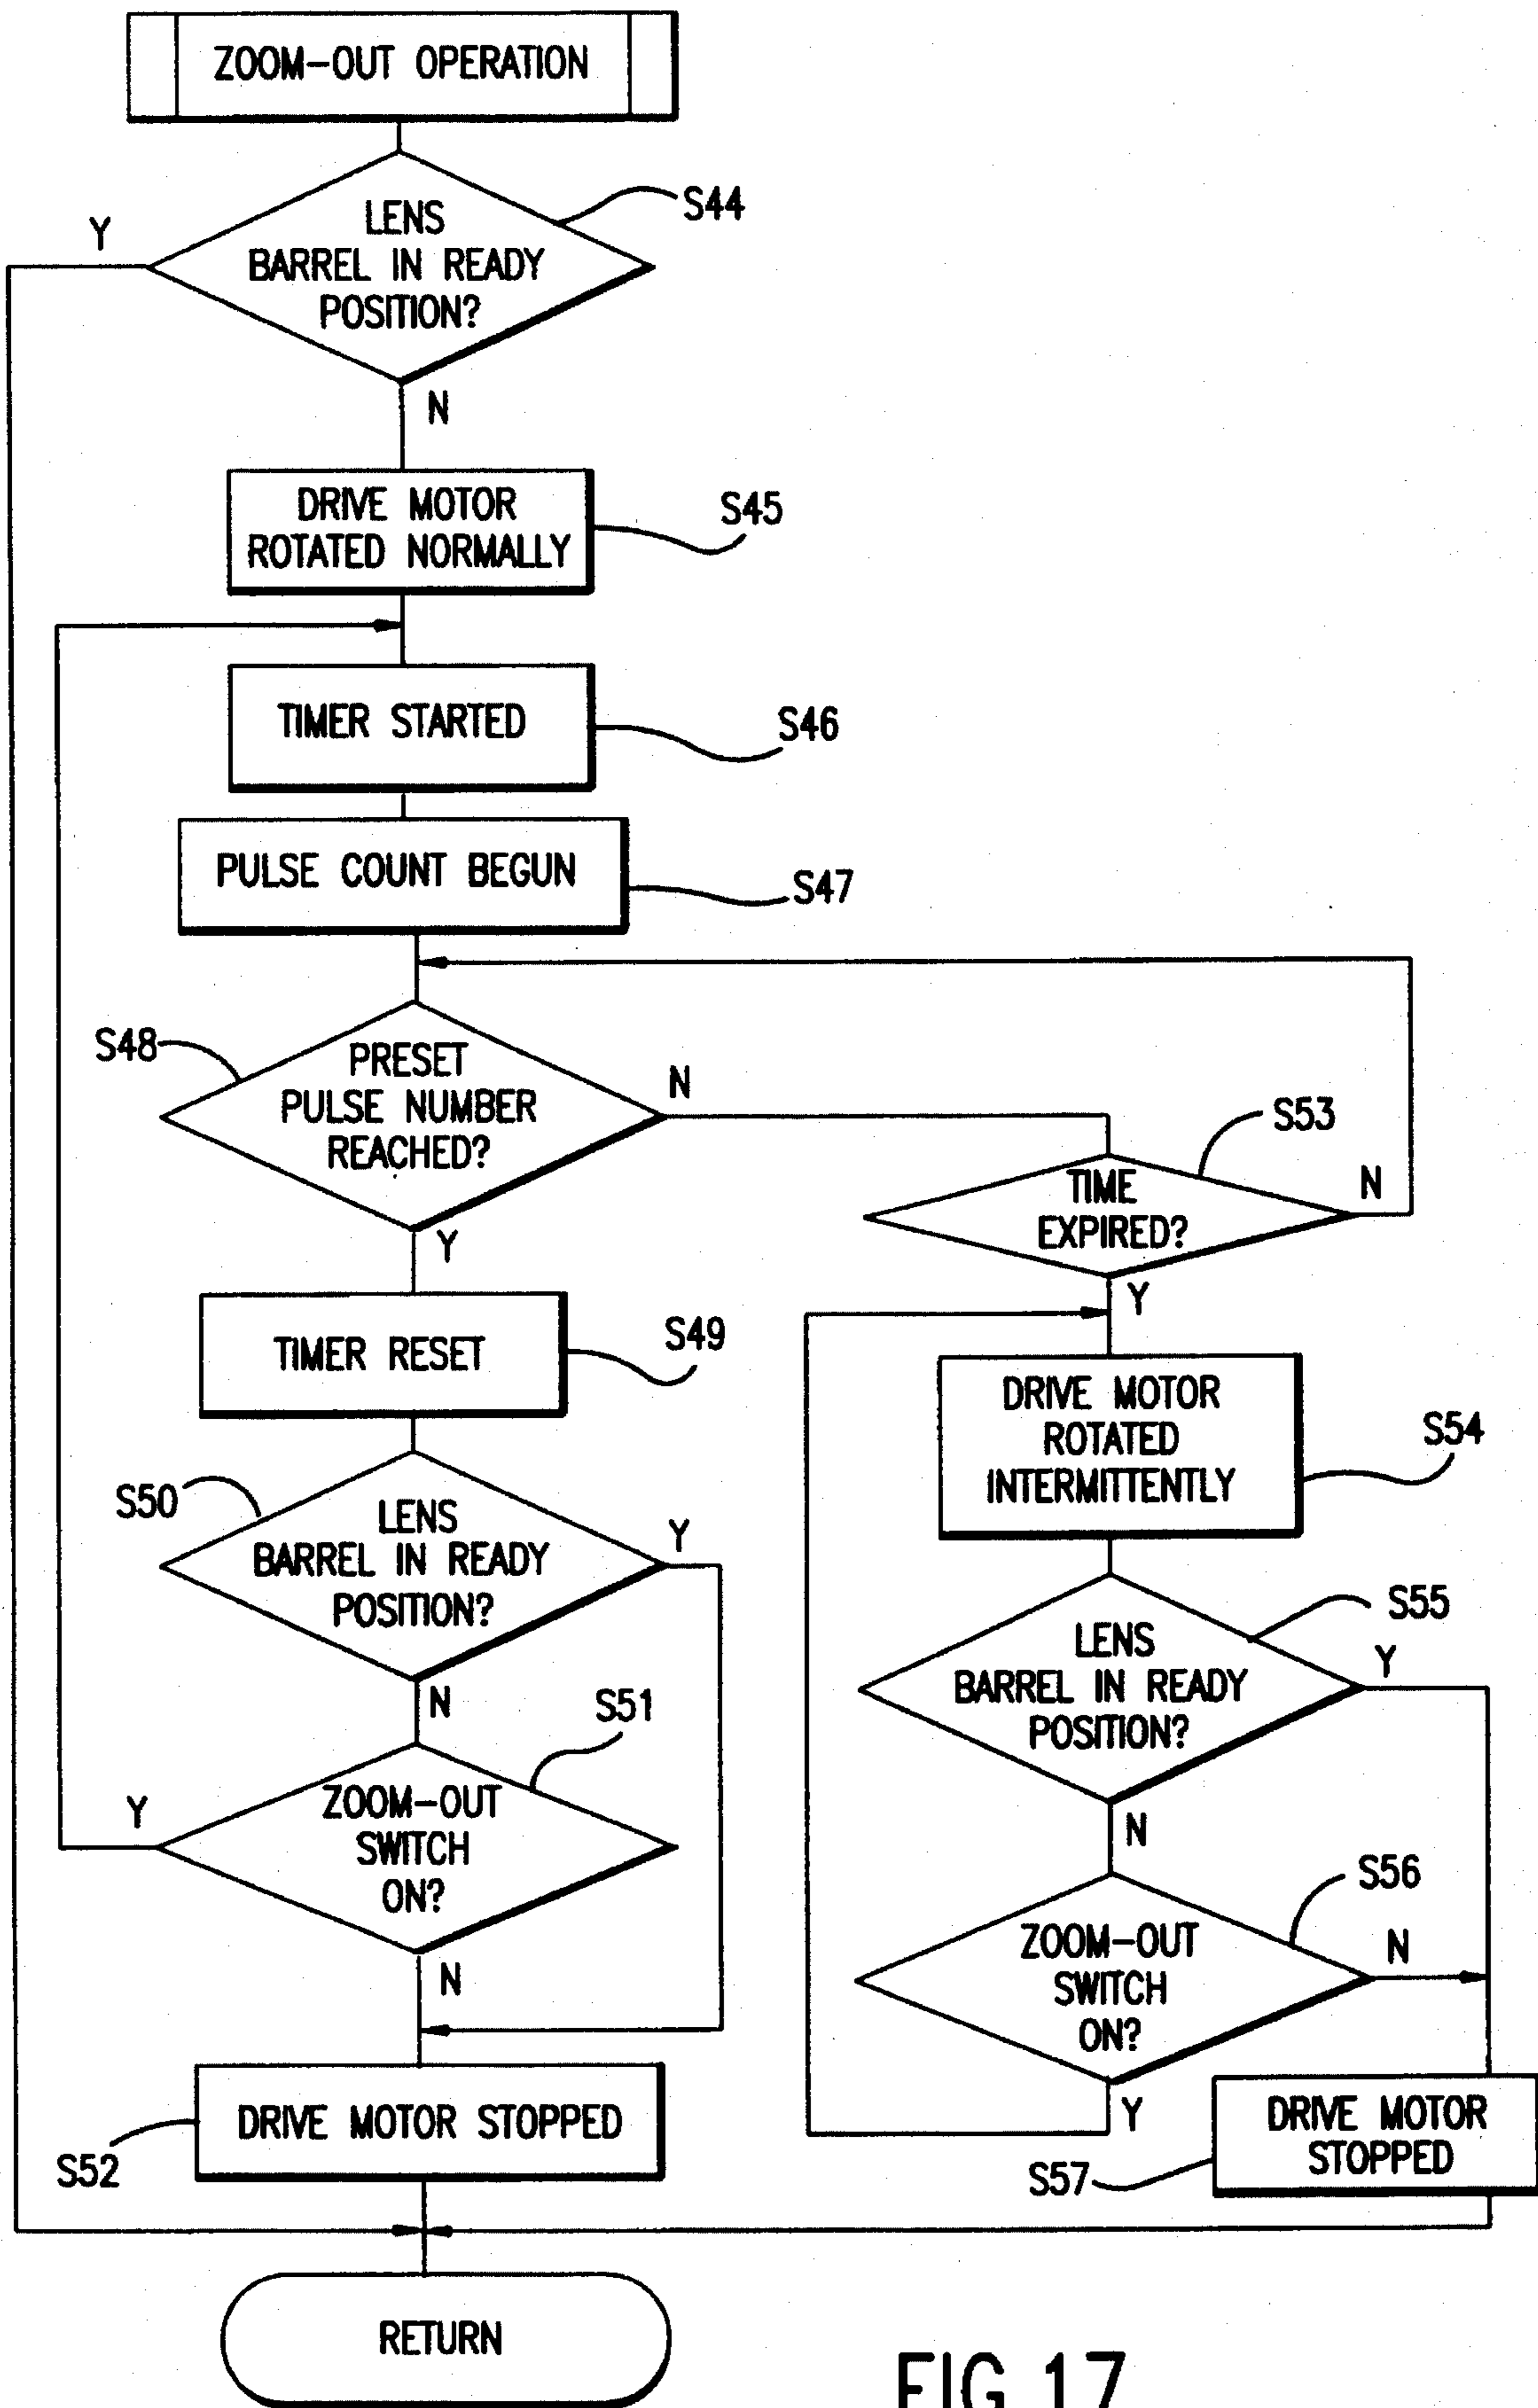 ZOOM-OUT OPERATION
S44
Y
LENS
BARREL IN READY
POSITION?
N
DRIVE MOTOR
ROTATED NORMALLY
S45
TIMER STARTED
S46
PULSE COUNT BEGUN
S47
S48
PRESET
PULSE NUMBER
REACHED?
N
Y
S53
TIME
EXPIRED?
N
Y
TIMER RESET
S49
DRIVE MOTOR
ROTATED
INTERMITTENTLY
S54
S50
LENS
BARREL IN READY
POSITION?
Y
N
S55
LENS
BARREL IN READY
POSITION?
Y
N
S51
ZOOM-OUT
SWITCH
ON?
Y
N
S56
ZOOM-OUT
SWITCH
ON?
N
Y
DRIVE MOTOR STOPPED
S52
DRIVE MOTOR
STOPPED
S57
RETURN
FIG. 17